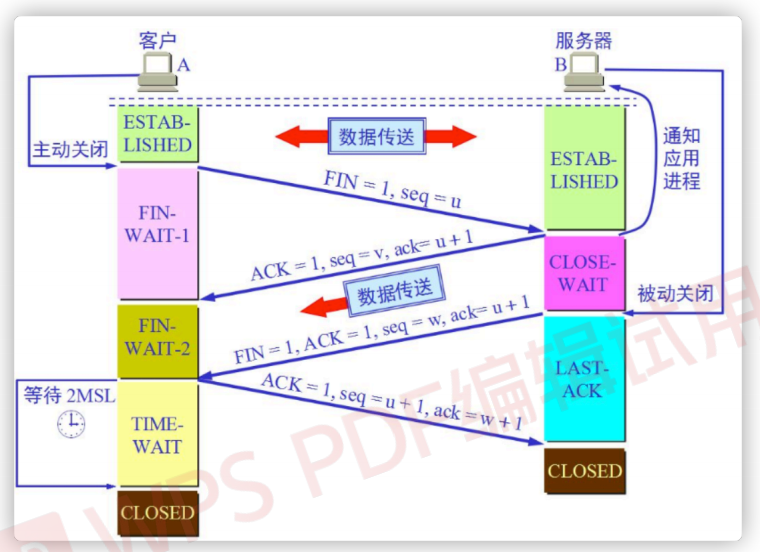 客户
服务器
A
B
ESTAB-
LISHED
数据传送
主动关闭
ESTAB-
LISHED
通知
应用
进程
FIN = 1, seq = u
FIN-
WAIT-1
ACK = 1, seq = v, ack= u + 1
CLOSE-
WAIT
数据传送
被动关闭
FIN-
WAIT-2
FIN = 1, ACK = 1, seq = w, ack= u + 1
LAST-
ACK
等待 2MSL
ACK = 1, seq = u + 1, ack = w + 1
TIME-
WAIT
CLOSED
CLOSED
WPS PDF编辑试用